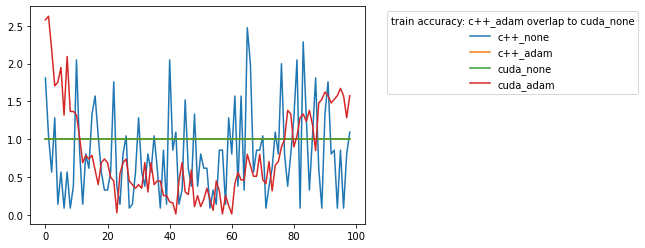 train accuracy: c++_adam overlap to cuda_none
c++_none
c++_adam
cuda_none
cuda_adam
2.5
2.0
1.5
1.0
0.5
0.0
0 20 40 60 80 100